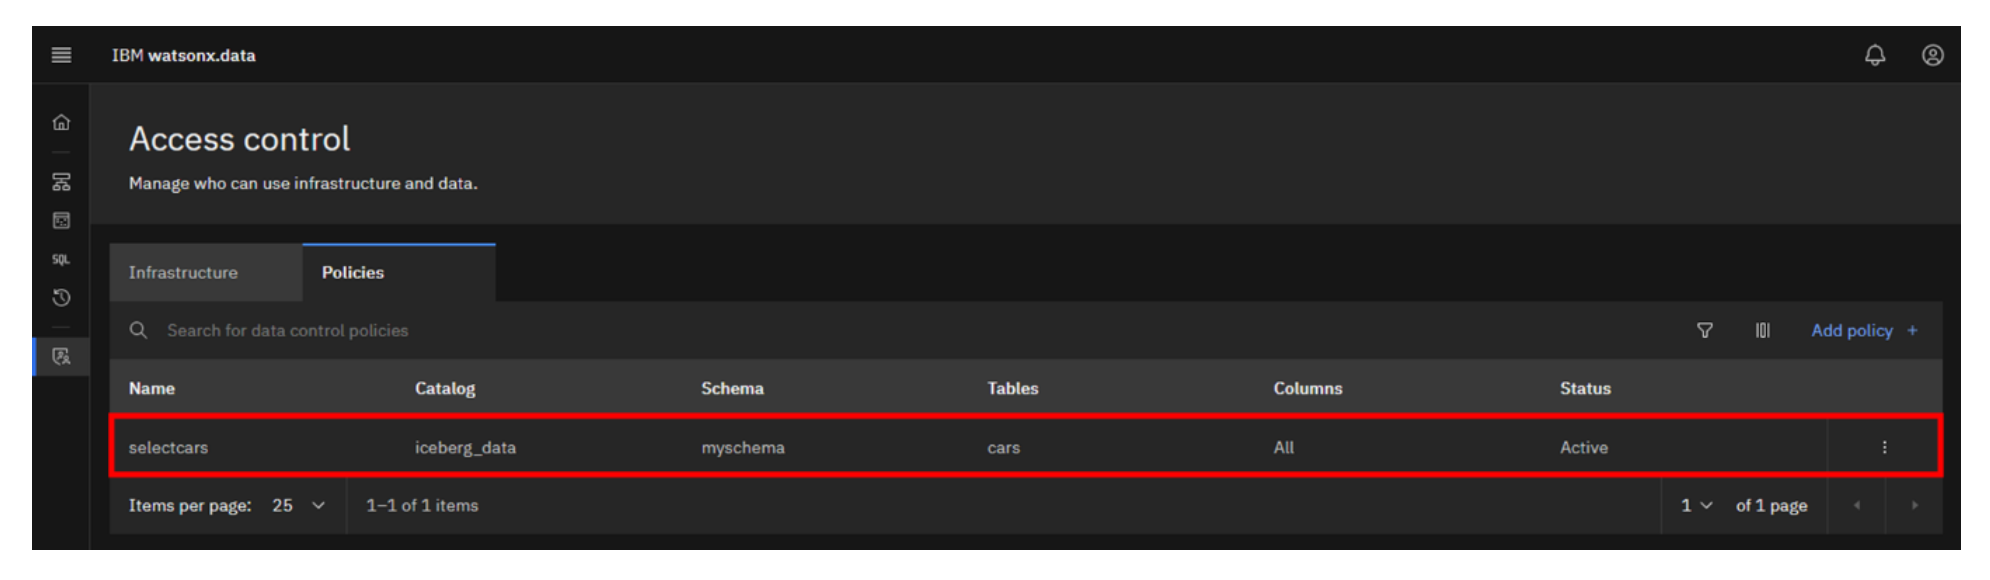 IBM watsonx.data
Access control
Manage who can use infrastructure and data.
SQL
Infrastructure Policies
Search for data control policies Add policy +
Name Catalog Schema Tables Columns Status
selectcars iceberg_data myschema cars All Active
Items per page: 25 1–1 of 1 items 1 of 1 page